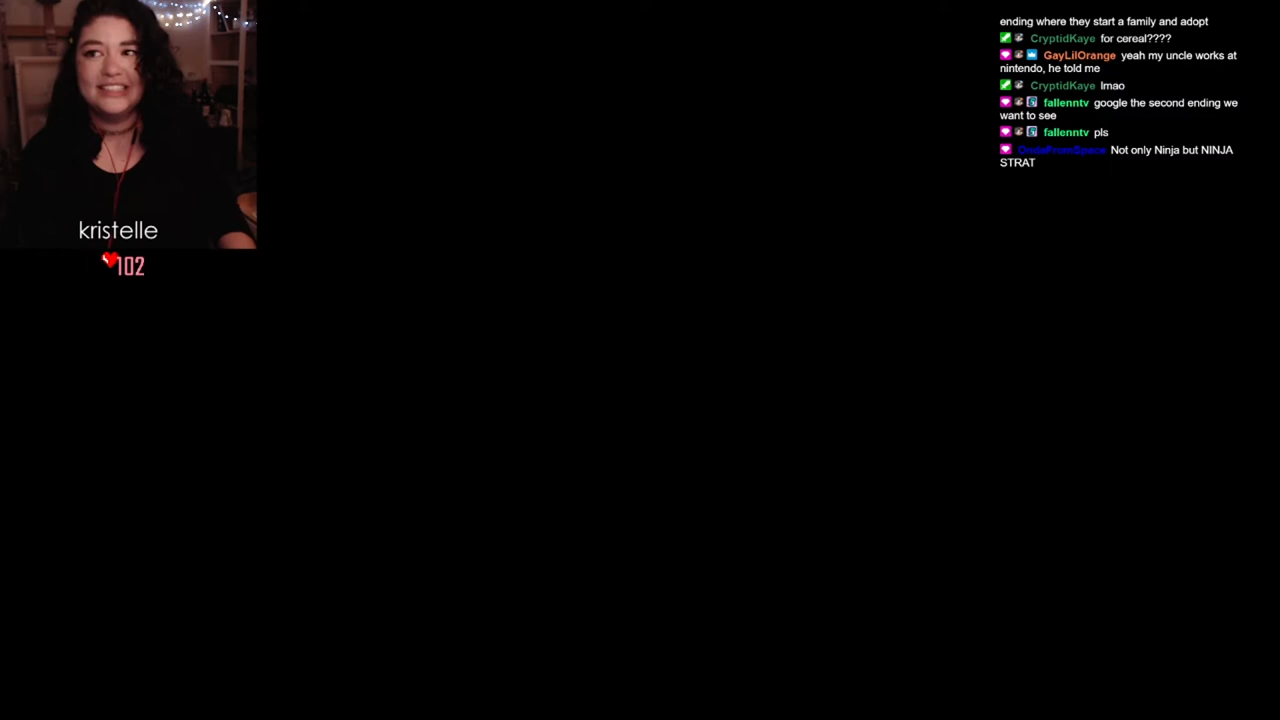 kristelle
102
ending where they start a family and adopt
CryptidKaye for cereal????
GayLilOrange yeah my uncle works at
nintendo, he told me
CryptidKaye lmao
fallenntv google the second ending we
want to see
fallenntv pls
Not only Ninja but NINJA
STRAT